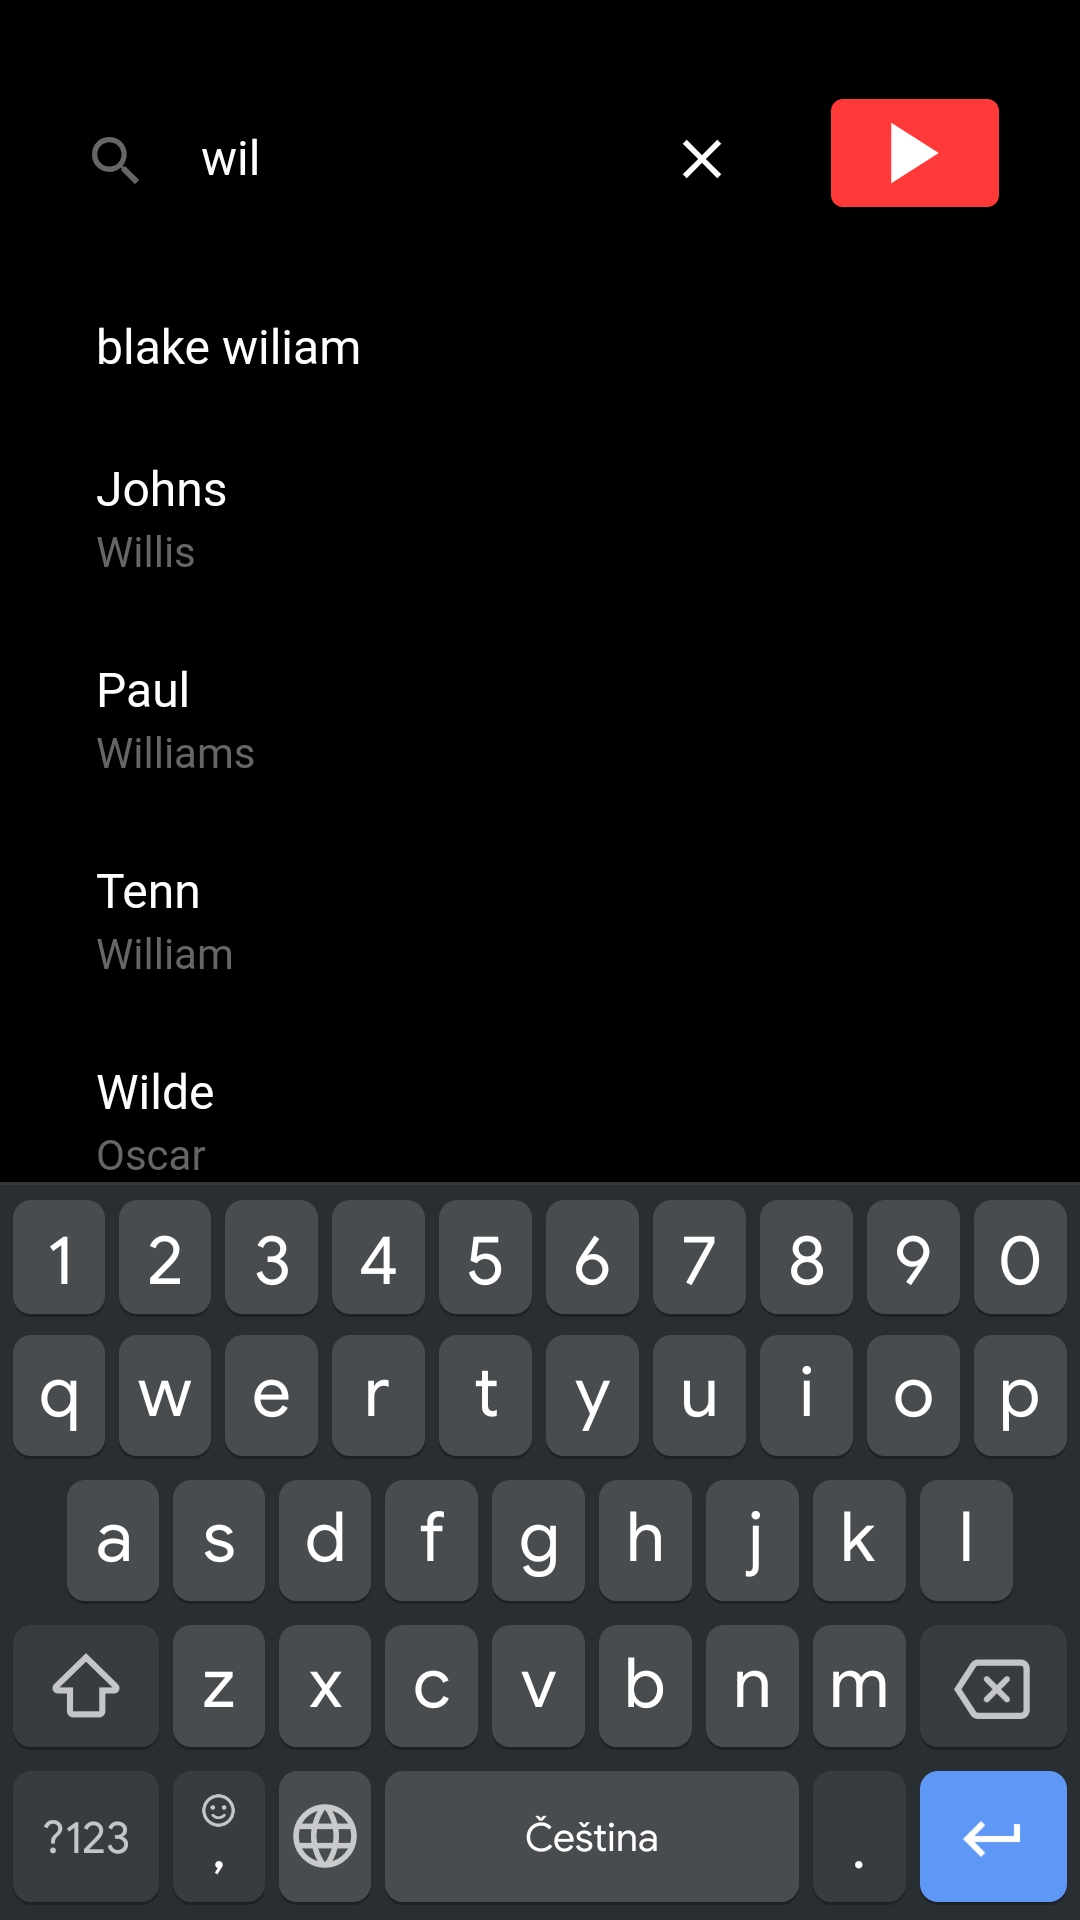 wil
blake wiliam
Johns
Willis
Paul
Williams
Tenn
William
Wilde
Oscar
1 2 3 4 5 6 7 8 9 0
q w e r t y u i o p
a s d f g h j k l
z x c v b n m
?123 , Čeština .